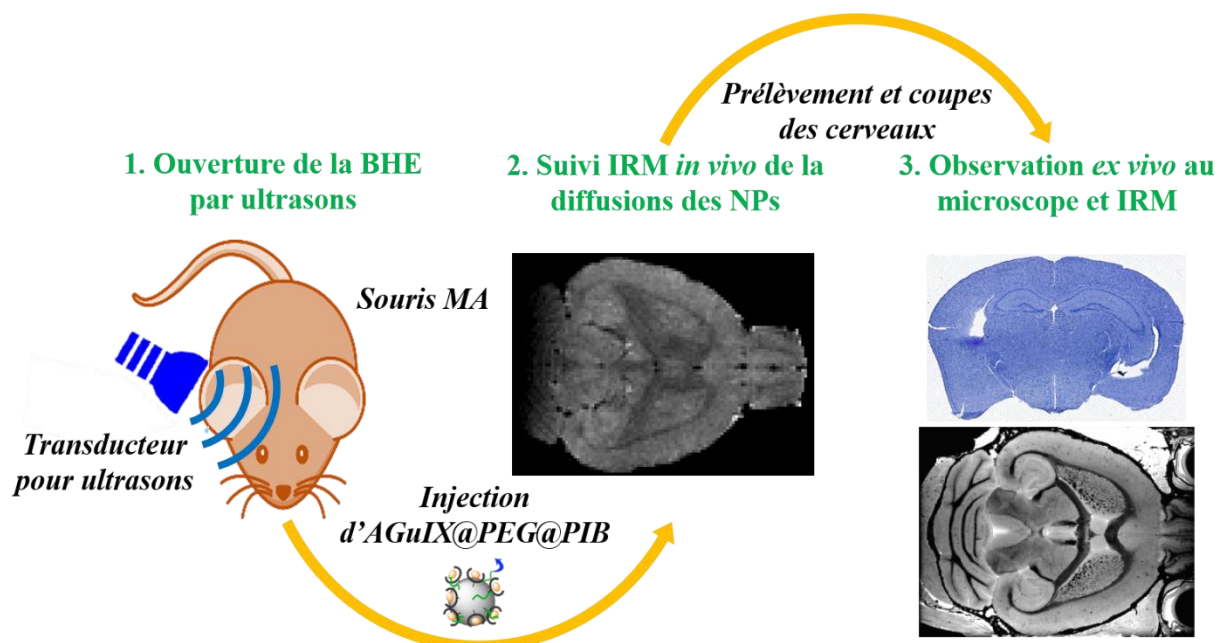 Prélèvement et coupes
des cerveaux
1. Ouverture de la BHE
par ultrasons
2. Suivi IRM in vivo de la
diffusions des NPs
3. Observation ex vivo au
microscope et IRM
Souris MA
Transducteur
pour ultrasons
Injection
d’AGuIX@PEG@PIB